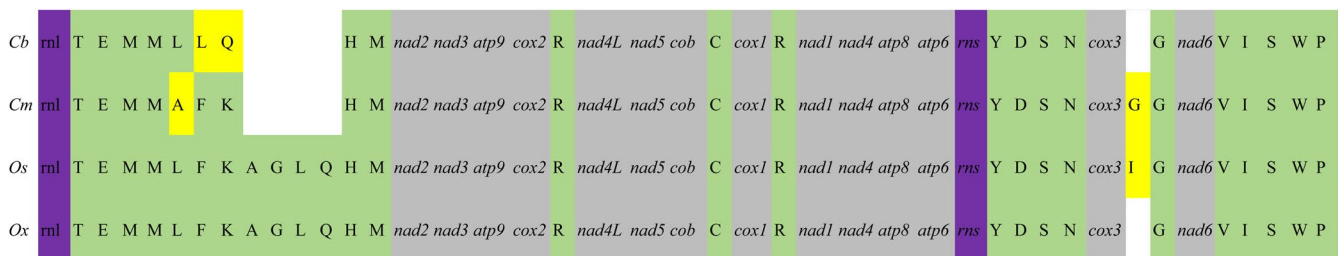 Cb rnl T E M M L L Q H M nad2 nad3 atp9 cox2 R nad4L nad5 cob C cox1 R nad1 nad4 atp8 atp6 rns Y D S N cox3 G nad6 V I S W P
Cm rnl T E M M A F K H M nad2 nad3 atp9 cox2 R nad4L nad5 cob C cox1 R nad1 nad4 atp8 atp6 rns Y D S N cox3 G G nad6 V I S W P
Os rnl T E M M L F K A G L Q H M nad2 nad3 atp9 cox2 R nad4L nad5 cob C cox1 R nad1 nad4 atp8 atp6 rns Y D S N cox3 I G nad6 V I S W P
Ox rnl T E M M L F K A G L Q H M nad2 nad3 atp9 cox2 R nad4L nad5 cob C cox1 R nad1 nad4 atp8 atp6 rns Y D S N cox3 G nad6 V I S W P